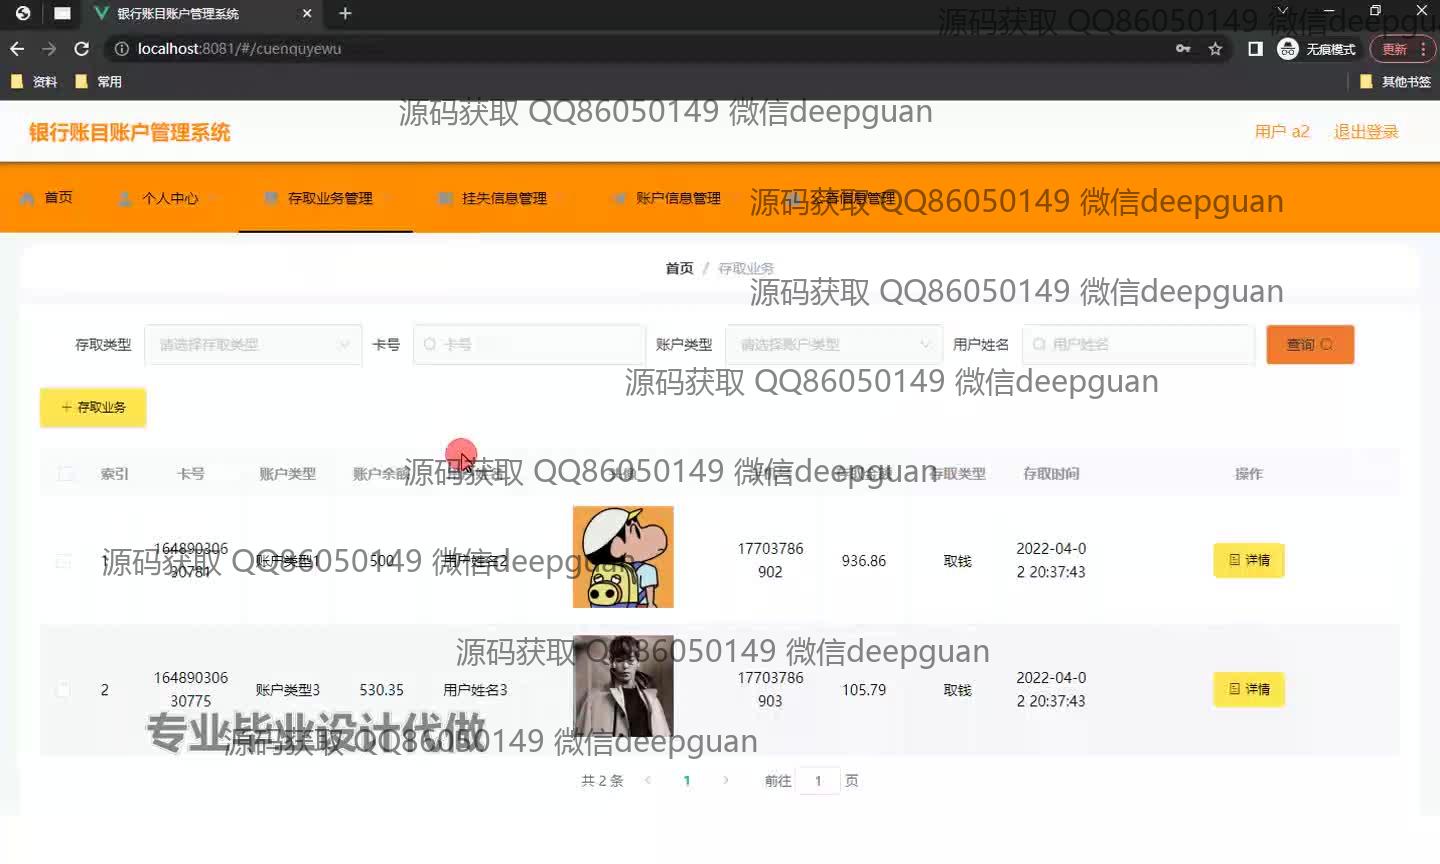 银行账目账户管理系统
localhost:8081/#/cuenquyewu
无痕模式
更新
资料
常用
其他书签
源码获取 QQ86050149 微信deepgu
源码获取 QQ86050149 微信deepguan
银行账目账户管理系统
用户 a2
退出登录
首页
个人中心
存取业务管理
挂失信息管理
账户信息管理
源码获取 QQ86050149 微信deepguan
首页 / 存取业务
源码获取 QQ86050149 微信deepguan
存取类型
请选择存取类型
卡号
卡号
账户类型
请选择账户类型
用户姓名
用户姓名
查询
源码获取 QQ86050149 微信deepguan
+ 存取业务
索引 卡号 账户类型 账户余额 用户姓名 头像 存取类型 存取时间 操作
源码获取 QQ86050149 微信deepguan
1 16489030630781 账户类型1 500 用户姓名2 17703786902 936.86 取钱 2022-04-02 20:37:43 详情
源码获取 QQ86050149 微信deepguan
源码获取 QQ86050149 微信deepguan
2 16489030630775 账户类型3 530.35 用户姓名3 17703786903 105.79 取钱 2022-04-02 20:37:43 详情
专业毕业设计代做
源码获取 QQ86050149 微信deepguan
共 2 条 1 前往 1 页